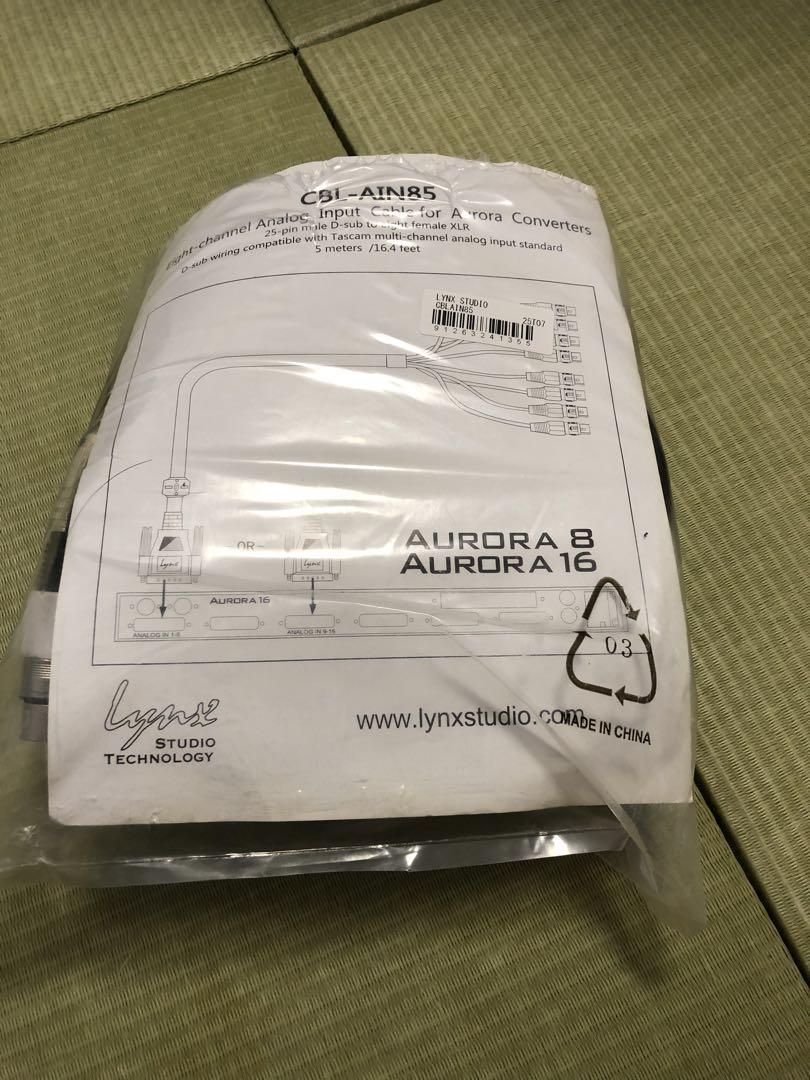 CBL-AIN85
Eight-channel Analog Input Cable for Aurora Converters
25-pin male D-sub to eight female XLR
D-sub wiring compatible with Tascam multi-channel analog input standard
5 meters /16.4 feet
LYNX STUDIO
CBLAIN85
25T07
91263241355
-OR-
Lynx
Lynx
AURORA 8
AURORA 16
AURORA 16
ANALOG IN 1-8
ANALOG IN 9-16
03
Lynx
STUDIO
TECHNOLOGY
www.lynxstudio.com
MADE IN CHINA